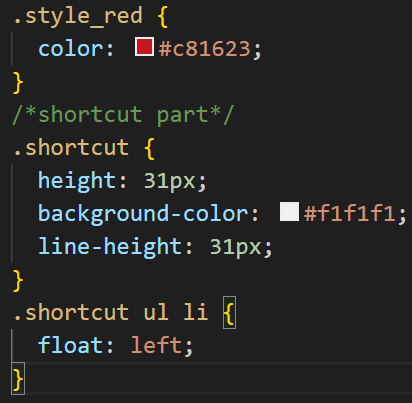 .style_red {
  color: #c81623;
}
/*shortcut part*/
.shortcut {
  height: 31px;
  background-color: #f1f1f1;
  line-height: 31px;
}
.shortcut ul li {
  float: left;
}